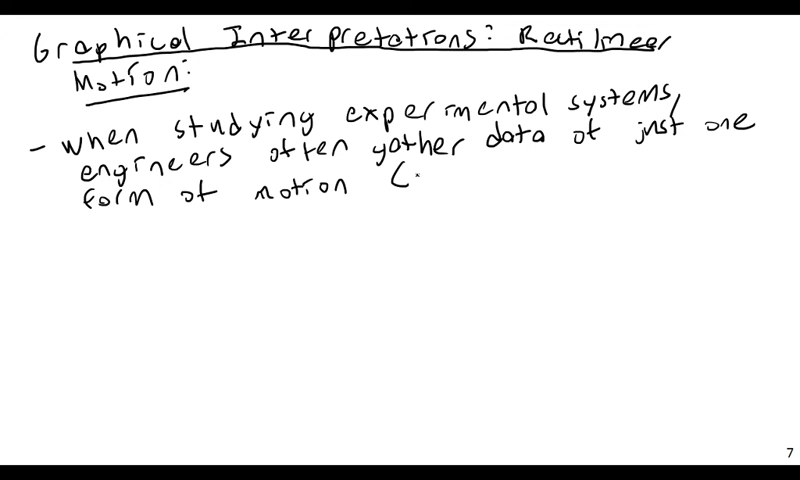 Graphical Interpretations: Rectilinear
Motion:
- When studying experimental systems,
engineers often gather data of just one
form of motion (
7